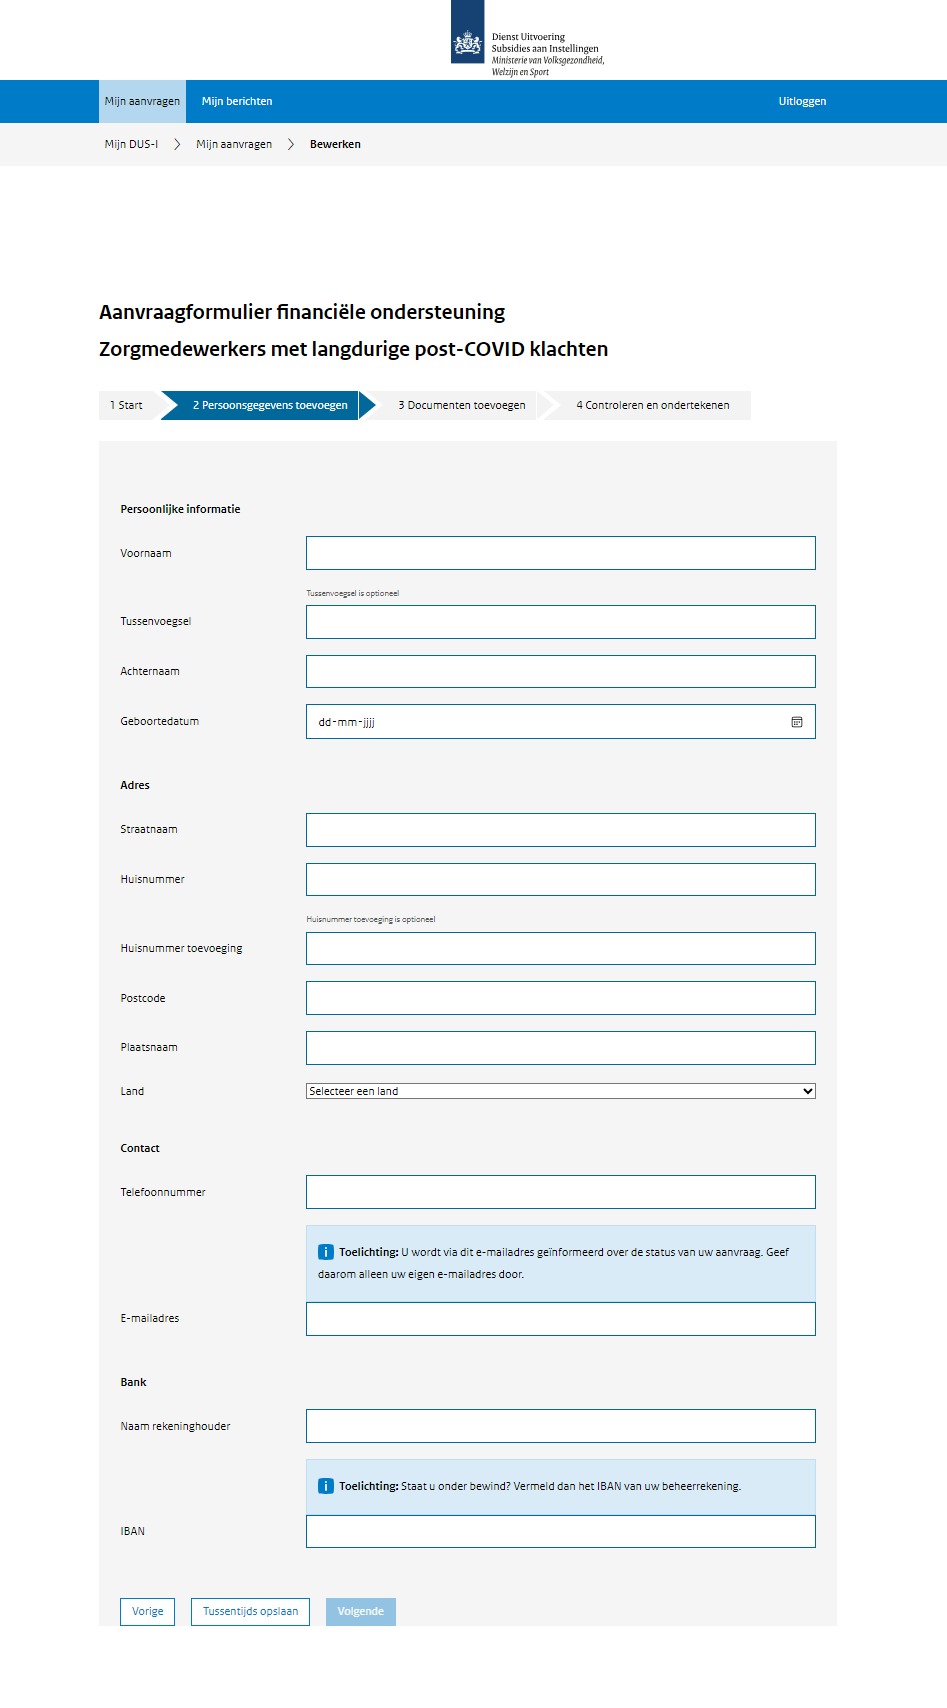 Dienst Uitvoering
Subsidies aan Instellingen
Ministerie van Volksgezondheid,
Welzijn en Sport
Mijn aanvragen Mijn berichten Uitloggen
Mijn DUS-I Mijn aanvragen Bewerken
Aanvraagformulier financiële ondersteuning
Zorgmedewerkers met langdurige post-COVID klachten
1 Start 2 Persoonsgegevens toevoegen 3 Documenten toevoegen 4 Controleren en ondertekenen
Persoonlijke informatie
Voornaam
Tussenvoegsel is optioneel
Tussenvoegsel
Achternaam
Geboortedatum dd-mm-jjjj
Adres
Straatnaam
Huisnummer
Huisnummer toevoeging is optioneel
Huisnummer toevoeging
Postcode
Plaatsnaam
Land Selecteer een land
Contact
Telefoonnummer
i Toelichting: U wordt via dit e-mailadres geïnformeerd over de status van uw aanvraag. Geef
daarom alleen uw eigen e-mailadres door.
E-mailadres
Bank
Naam rekeninghouder
i Toelichting: Staat u onder bewind? Vermeld dan het IBAN van uw beheerrekening.
IBAN
Vorige Tussentijds opslaan Volgende